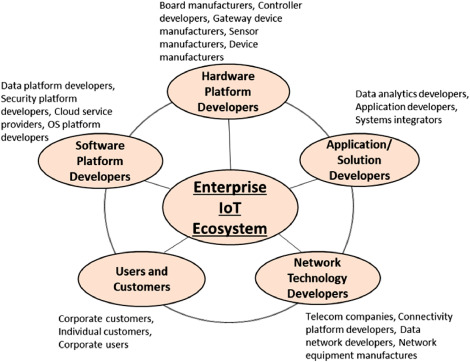 Board manufacturers, Controller
developers, Gateway device
manufacturers, Sensor
manufacturers, Device
manufacturers
Hardware
Platform
Developers
Data platform developers,
Security platform
developers, Cloud service
providers, OS platform
developers
Data analytics developers,
Application developers,
Systems integrators
Software
Platform
Developers
Application/
Solution
Developers
Enterprise
IoT
Ecosystem
Users and
Customers
Network
Technology
Developers
Corporate customers,
Individual customers,
Corporate users
Telecom companies, Connectivity
platform developers, Data
network developers, Network
equipment manufactures